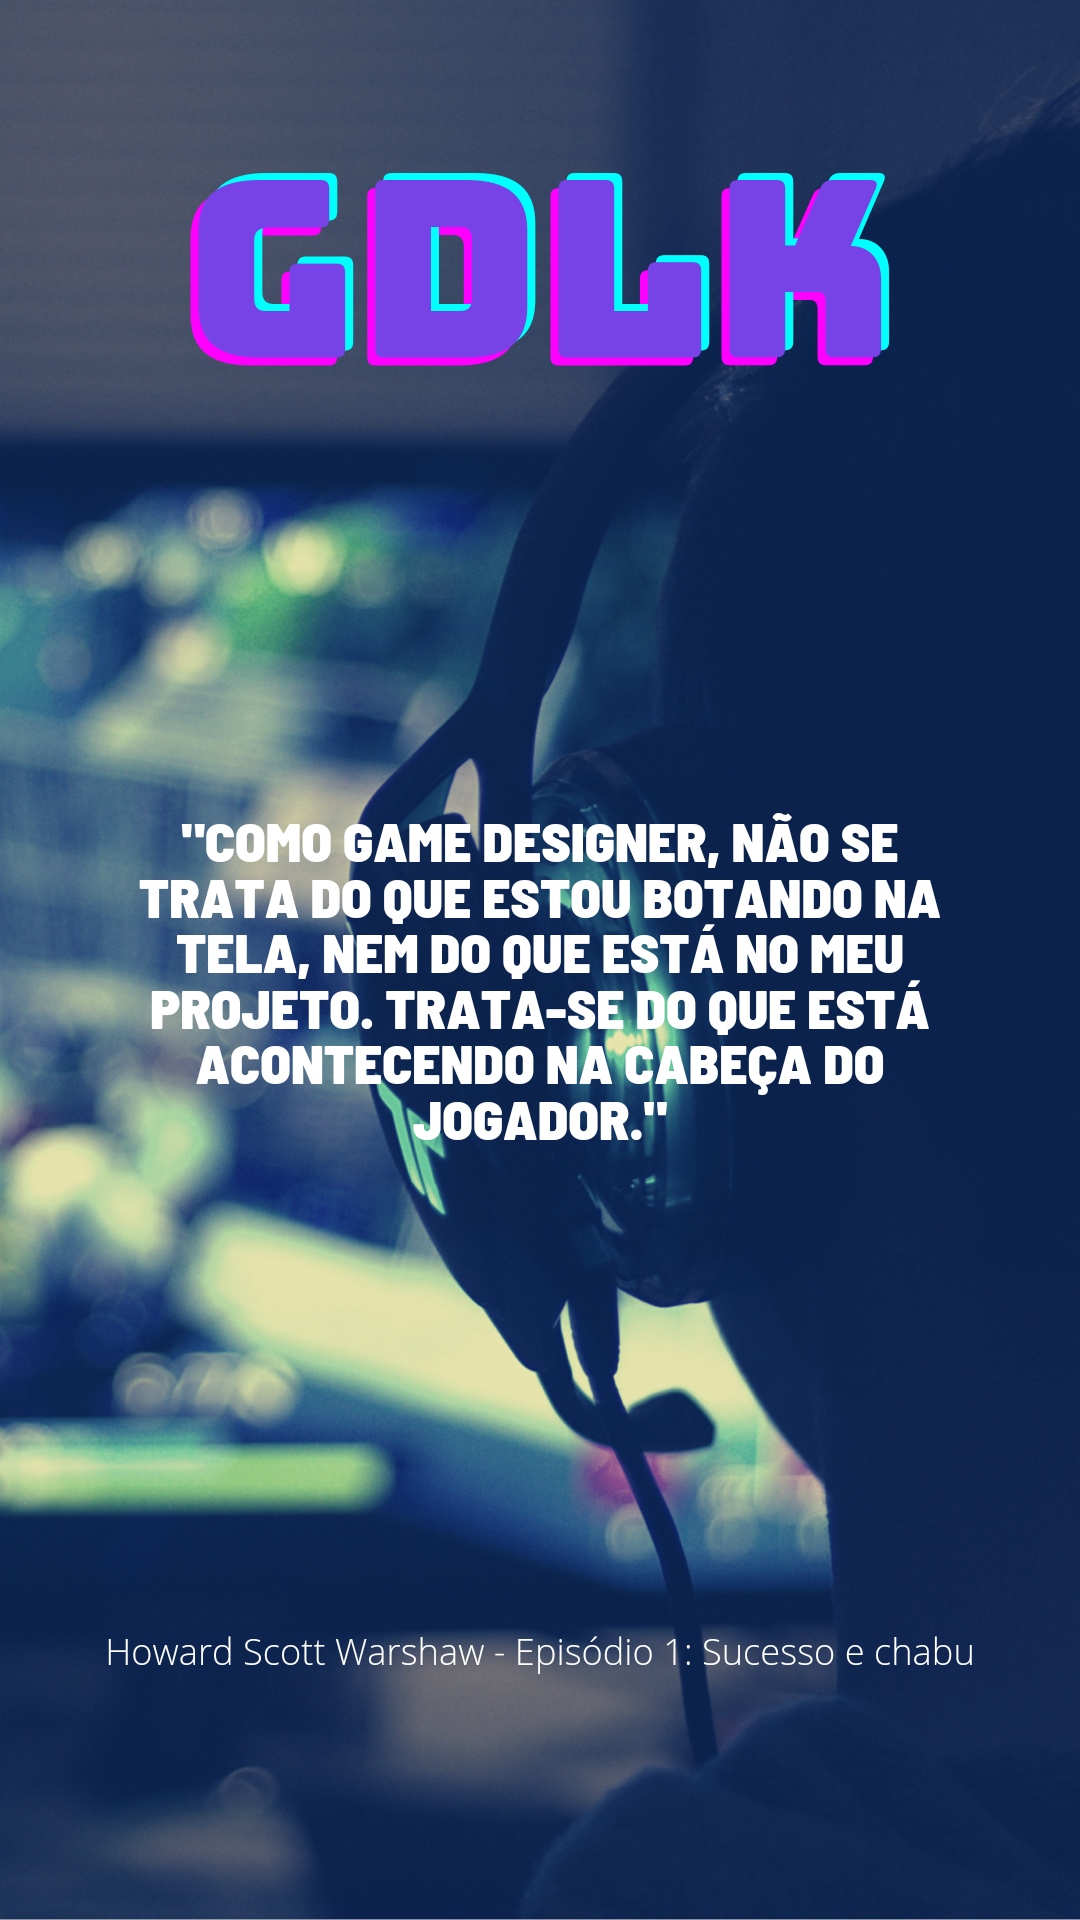 GDLK
"COMO GAME DESIGNER, NÃO SE
TRATA DO QUE ESTOU BOTANDO NA
TELA, NEM DO QUE ESTÁ NO MEU
PROJETO. TRATA-SE DO QUE ESTÁ
ACONTECENDO NA CABEÇA DO
JOGADOR."
Howard Scott Warshaw - Episódio 1: Sucesso e chabu